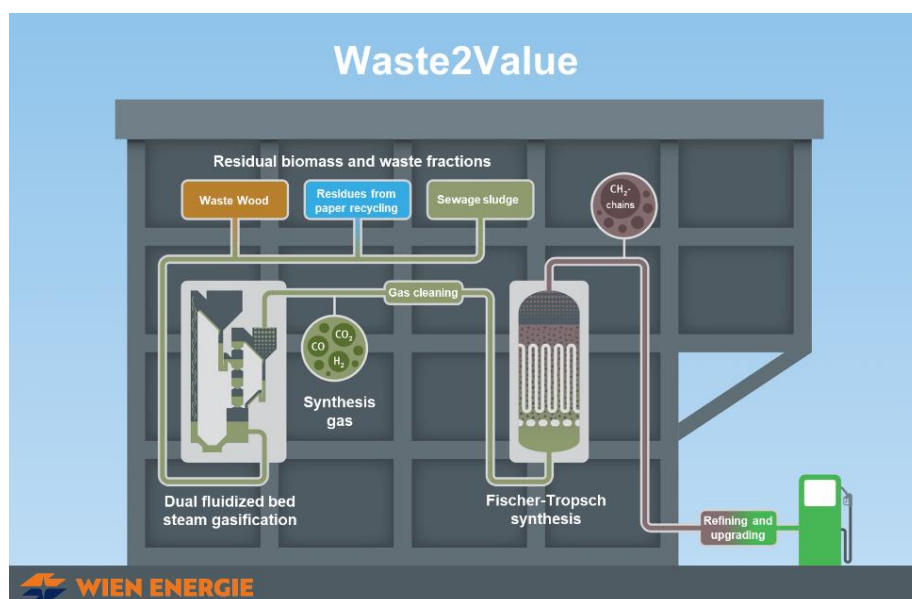 Waste2Value
Residual biomass and waste fractions
Waste Wood
Residues from
paper recycling
Sewage sludge
CH₂-
chains
Gas cleaning
CO₂
CO
H₂
Synthesis
gas
Dual fluidized bed
steam gasification
Fischer-Tropsch
synthesis
Refining and
upgrading
WIEN ENERGIE